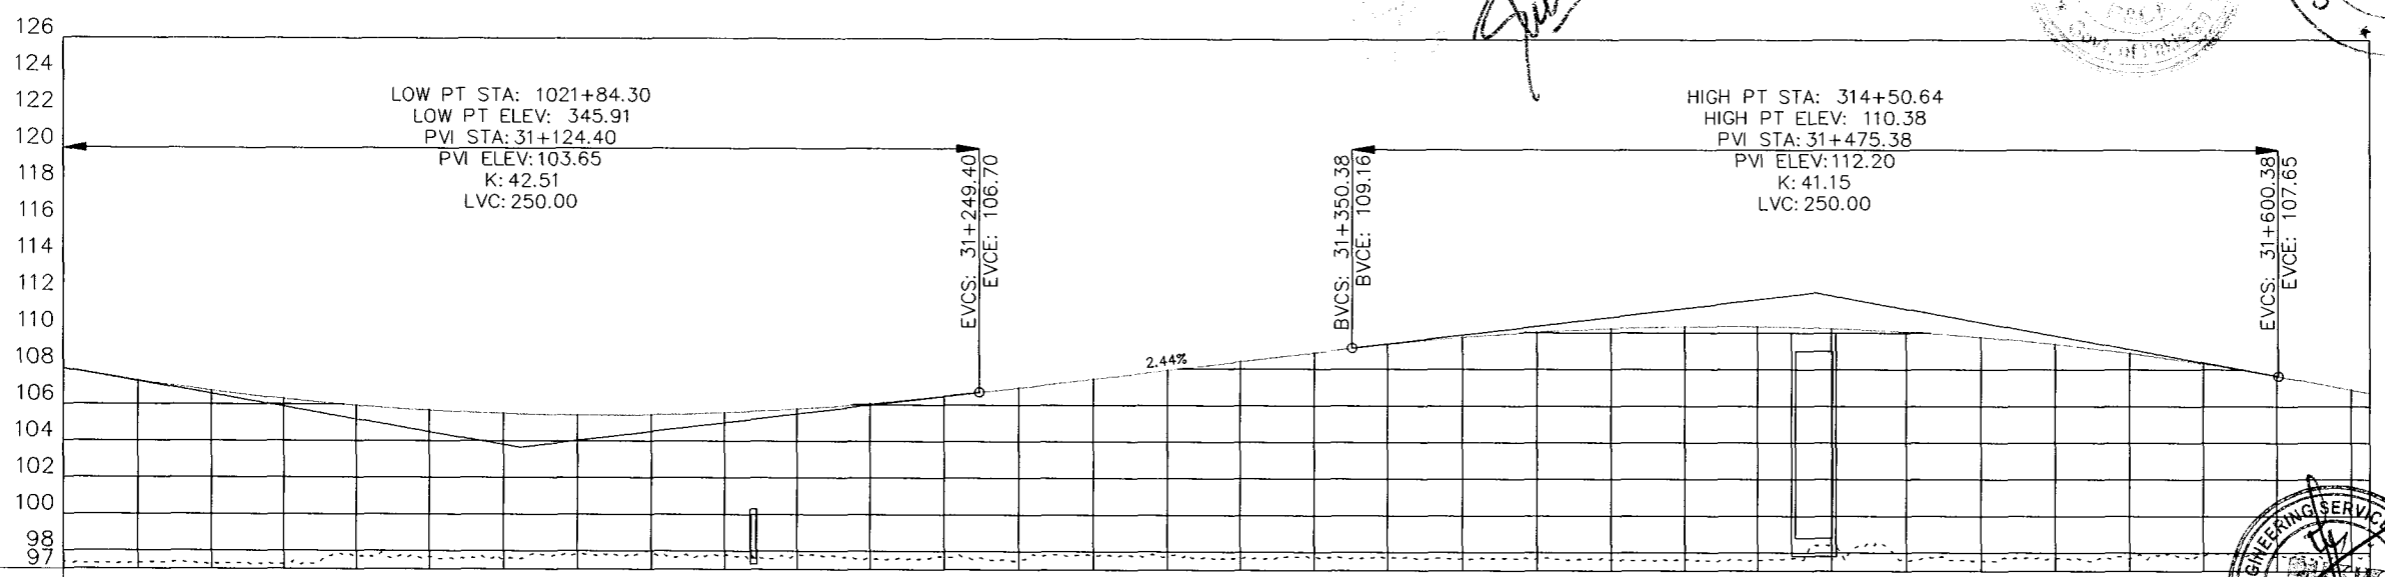 126
124
122
120
118
116
114
112
110
108
106
104
102
100
98
97
LOW PT STA: 1021+84.30
LOW PT ELEV: 345.91
PVI STA: 31+124.40
PVI ELEV: 103.65
K: 42.51
LVC: 250.00
EVCS: 31+249.40
EVCE: 106.70
2.44%
BVCS: 31+350.38
BVCE: 109.16
HIGH PT STA: 314+50.64
HIGH PT ELEV: 110.38
PVI STA: 31+475.38
PVI ELEV: 112.20
K: 41.15
LVC: 250.00
EVCS: 31+600.38
EVCE: 107.65